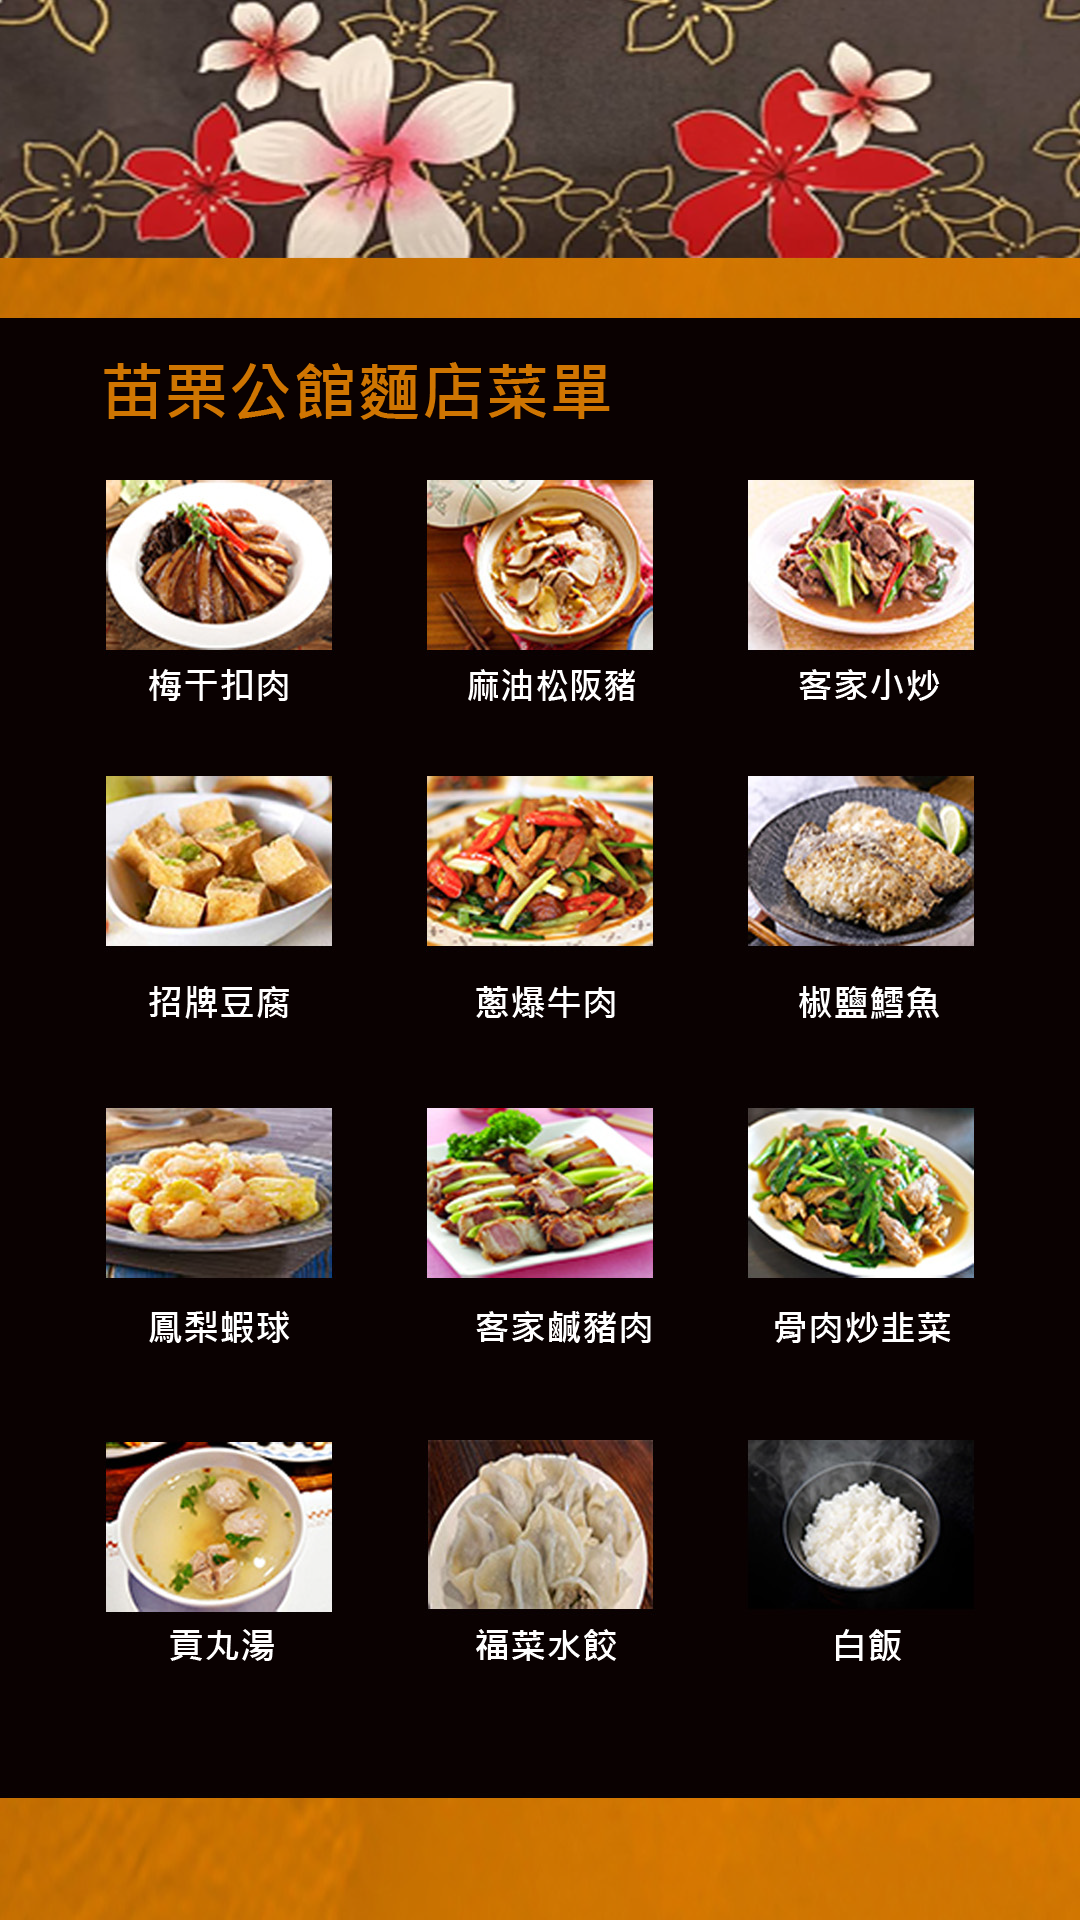 苗栗公館麵店菜單
梅干扣肉
麻油松阪豬
客家小炒
招牌豆腐
蔥爆牛肉
椒鹽鱈魚
鳳梨蝦球
客家鹹豬肉
骨肉炒韭菜
貢丸湯
福菜水餃
白飯